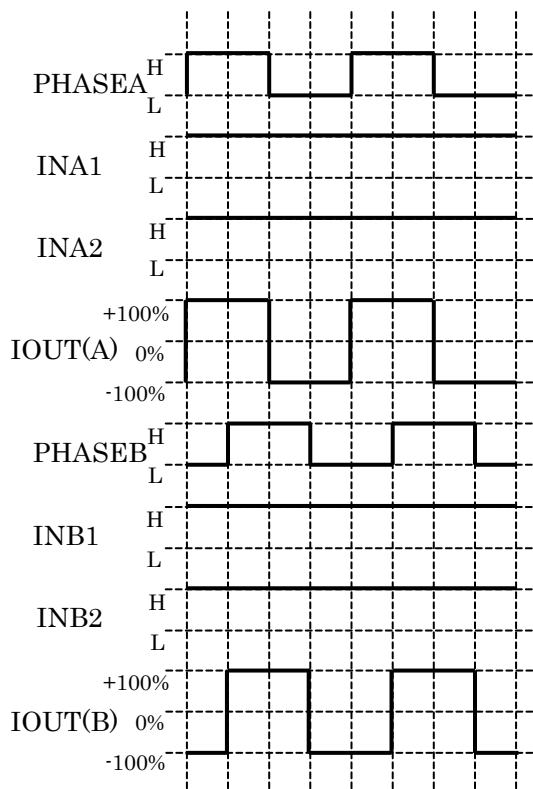 PHASEA H
L
H
INA1
L
H
INA2
L
+100%
IOUT(A) 0%
-100%
PHASEB H
L
H
INB1
L
H
INB2
L
+100%
IOUT(B) 0%
-100%